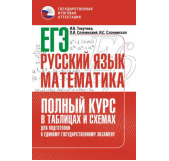 ГОСУДАРСТВЕННАЯ
ИТОГОВАЯ
АТТЕСТАЦИЯ
ЕГЭ
РУССКИЙ ЯЗЫК
МАТЕМАТИКА
ПОЛНЫЙ КУРС
В ТАБЛИЦАХ И СХЕМАХ
ДЛЯ ПОДГОТОВКИ
К ЕДИНОМУ ГОСУДАРСТВЕННОМУ ЭКЗАМЕНУ